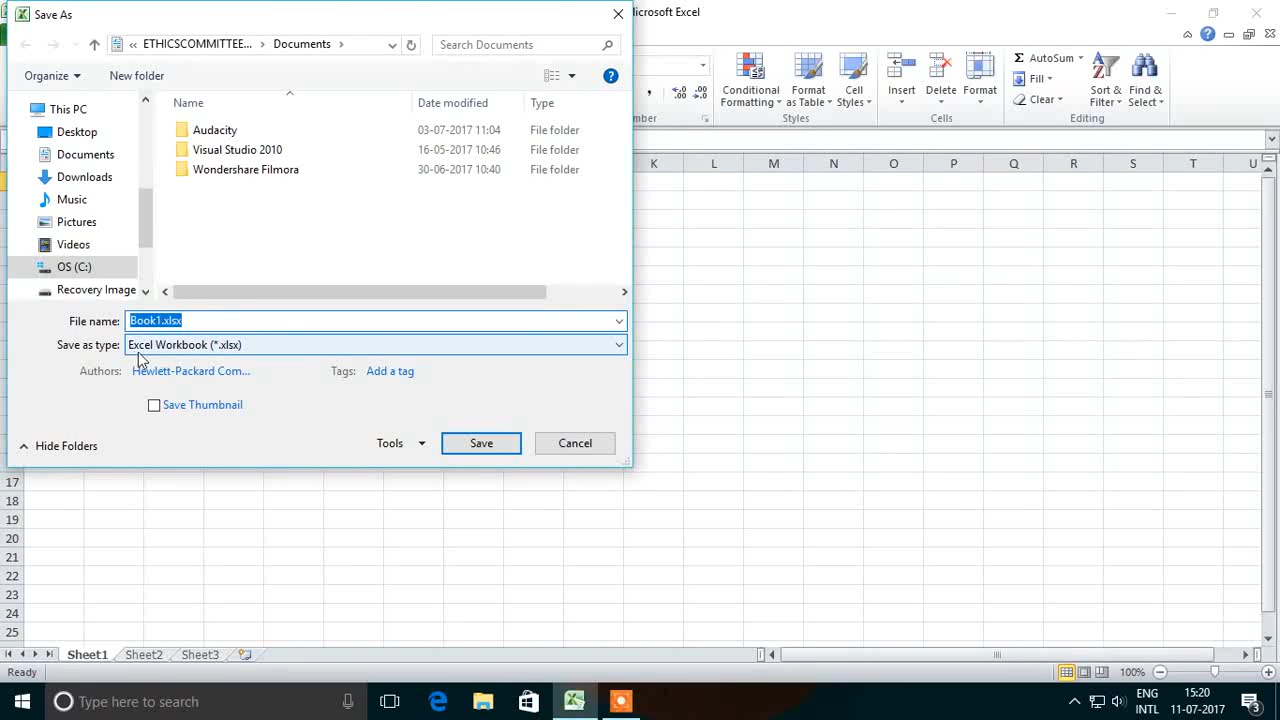 Save As
Microsoft Excel
« ETHICSCOMMITTEE... › Documents ›
Search Documents
Organize
New folder
This PC
Desktop
Documents
Downloads
Music
Pictures
Videos
OS (C:)
Recovery Image
Name Date modified Type
Audacity 03-07-2017 11:04 File folder
Visual Studio 2010 16-05-2017 10:46 File folder
Wondershare Filmora 30-06-2017 10:40 File folder
File name: Book1.xlsx
Save as type: Excel Workbook (*.xlsx)
Authors: Hewlett-Packard Com...
Tags: Add a tag
Save Thumbnail
Hide Folders
Tools
Save
Cancel
Conditional Formatting
Format as Table
Cell Styles
Styles
Insert
Delete
Format
Cells
Σ AutoSum
Fill
Clear
Sort & Filter
Find & Select
Editing
mber
K L M N O P Q R S T U
17
18
19
20
21
22
23
24
25
Sheet1 Sheet2 Sheet3
Ready
100%
Type here to search
ENG
INTL
15:20
11-07-2017
3